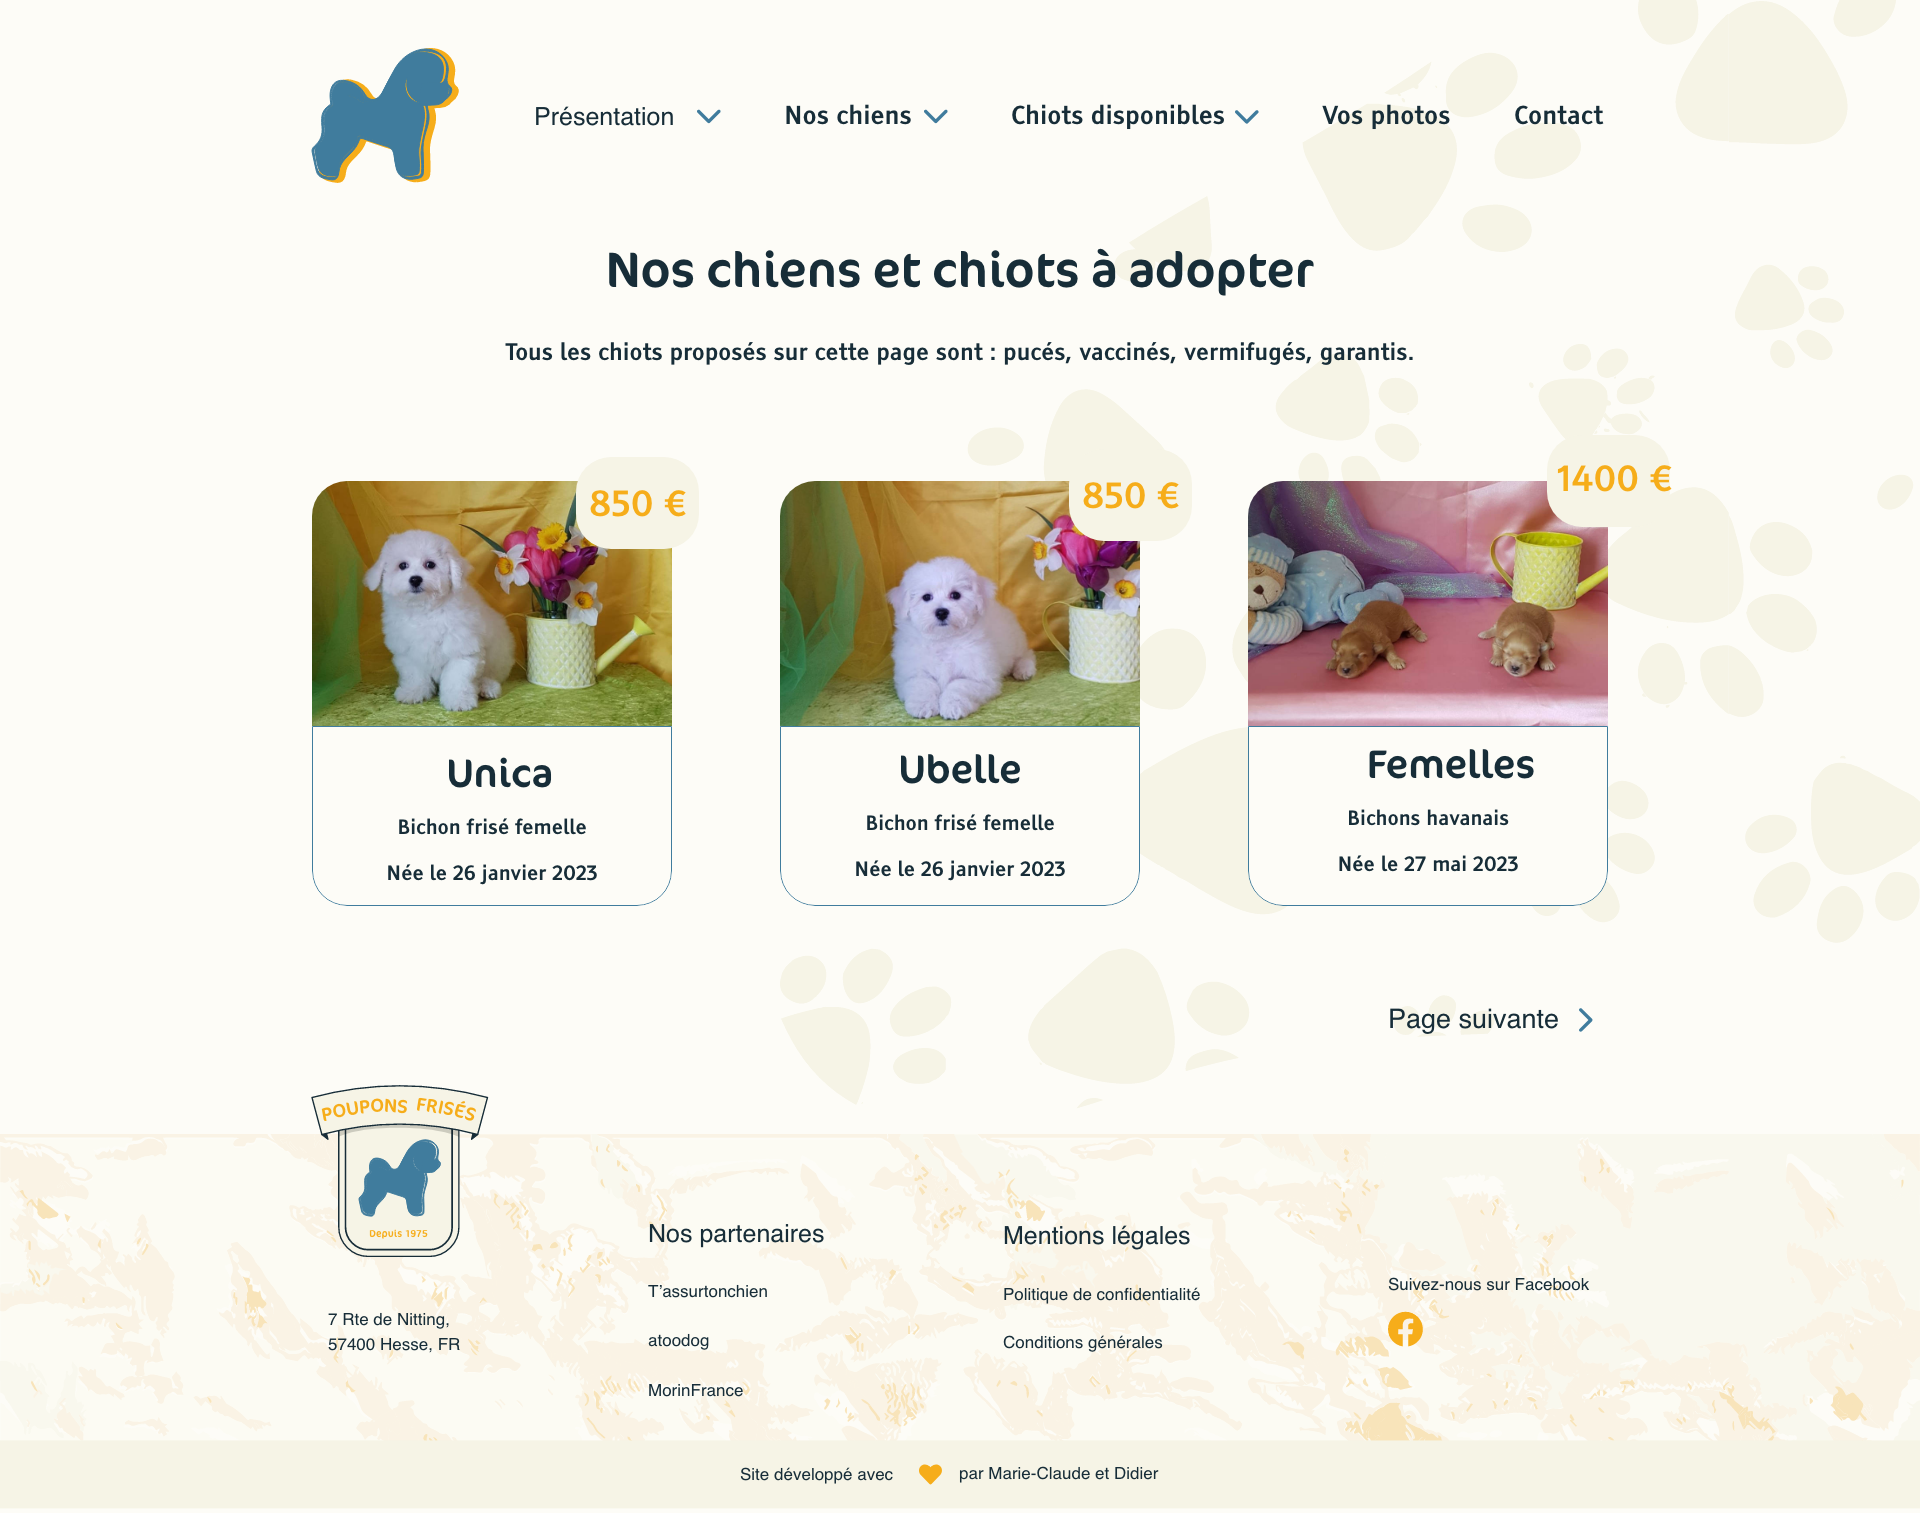 Présentation
Nos chiens
Chiots disponibles
Vos photos
Contact
Nos chiens et chiots à adopter
Tous les chiots proposés sur cette page sont : pucés, vaccinés, vermifugés, garantis.
850 €
Unica
Bichon frisé femelle
Née le 26 janvier 2023
850 €
Ubelle
Bichon frisé femelle
Née le 26 janvier 2023
1400 €
Femelles
Bichons havanais
Née le 27 mai 2023
Page suivante
POUPONS FRISÉS
Depuis 1975
7 Rte de Nitting,
57400 Hesse, FR
Nos partenaires
T’assurtonchien
atoodog
MorinFrance
Mentions légales
Politique de confidentialité
Conditions générales
Suivez-nous sur Facebook
Site développé avec
par Marie-Claude et Didier